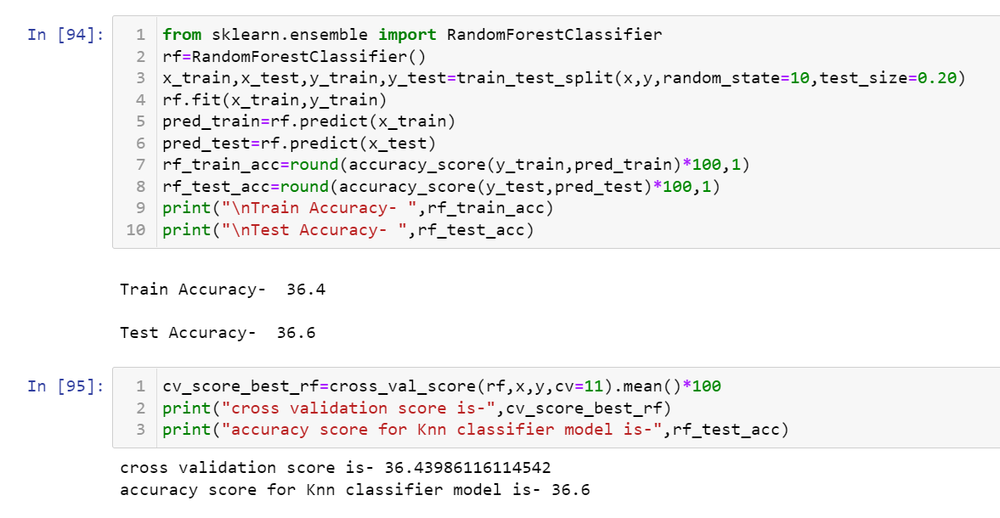 In [94]:
1 from sklearn.ensemble import RandomForestClassifier
2 rf=RandomForestClassifier()
3 x_train,x_test,y_train,y_test=train_test_split(x,y,random_state=10,test_size=0.20)
4 rf.fit(x_train,y_train)
5 pred_train=rf.predict(x_train)
6 pred_test=rf.predict(x_test)
7 rf_train_acc=round(accuracy_score(y_train,pred_train)*100,1)
8 rf_test_acc=round(accuracy_score(y_test,pred_test)*100,1)
9 print("\nTrain Accuracy- ",rf_train_acc)
10 print("\nTest Accuracy- ",rf_test_acc)
Train Accuracy-  36.4
Test Accuracy-  36.6
In [95]:
1 cv_score_best_rf=cross_val_score(rf,x,y,cv=11).mean()*100
2 print("cross validation score is-",cv_score_best_rf)
3 print("accuracy score for Knn classifier model is-",rf_test_acc)
cross validation score is- 36.43986116114542
accuracy score for Knn classifier model is- 36.6